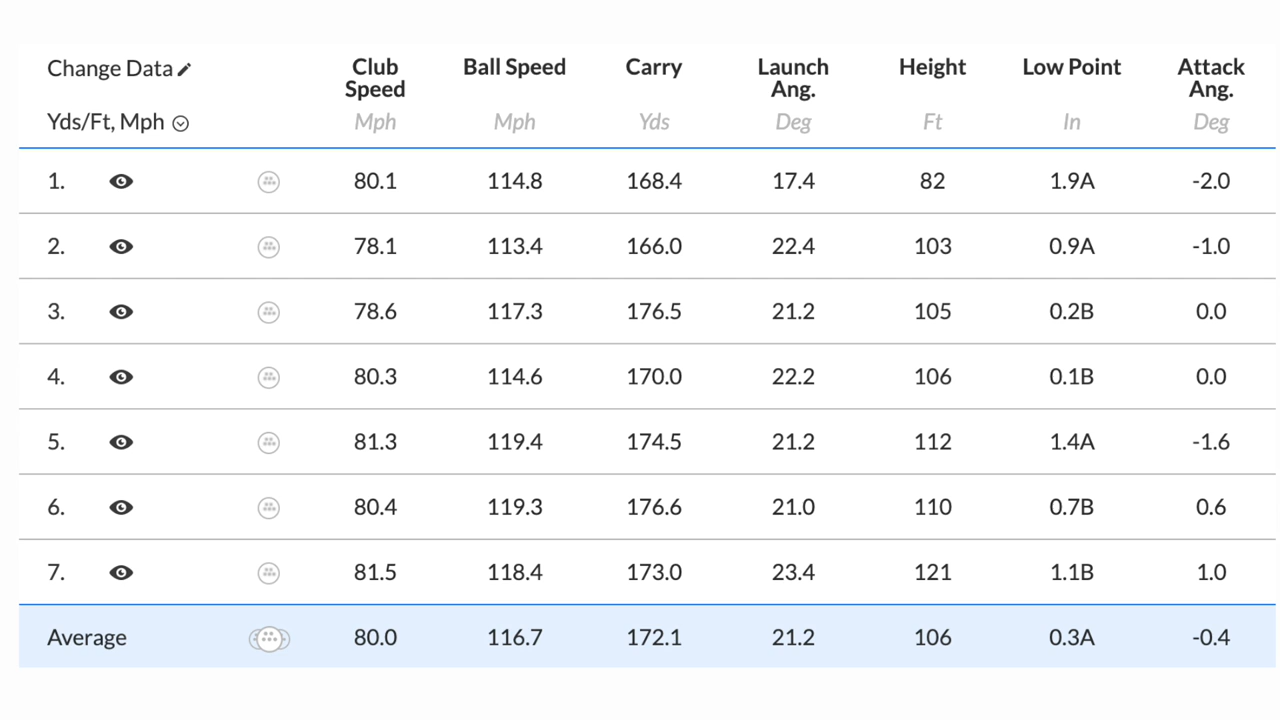 Change Data Club Speed Ball Speed Carry Launch Ang. Height Low Point Attack Ang.
Yds/Ft, Mph Mph Mph Yds Deg Ft In Deg
1. 80.1 114.8 168.4 17.4 82 1.9A -2.0
2. 78.1 113.4 166.0 22.4 103 0.9A -1.0
3. 78.6 117.3 176.5 21.2 105 0.2B 0.0
4. 80.3 114.6 170.0 22.2 106 0.1B 0.0
5. 81.3 119.4 174.5 21.2 112 1.4A -1.6
6. 80.4 119.3 176.6 21.0 110 0.7B 0.6
7. 81.5 118.4 173.0 23.4 121 1.1B 1.0
Average 80.0 116.7 172.1 21.2 106 0.3A -0.4